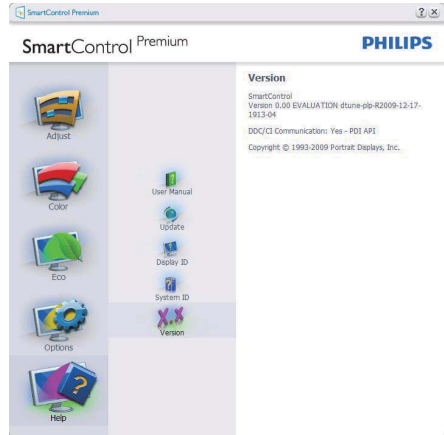 SmartControl Premium
SmartControl Premium
PHILIPS
Adjust
Color
Eco
Options
Help
User Manual
Update
Display ID
System ID
X.X
Version
Version
SmartControl
Version 0.00 EVALUATION dtune-plp-R2009-12-17-
1913-04
DDC/CI Communication: Yes - PDI API
Copyright © 1993-2009 Portrait Displays, Inc.